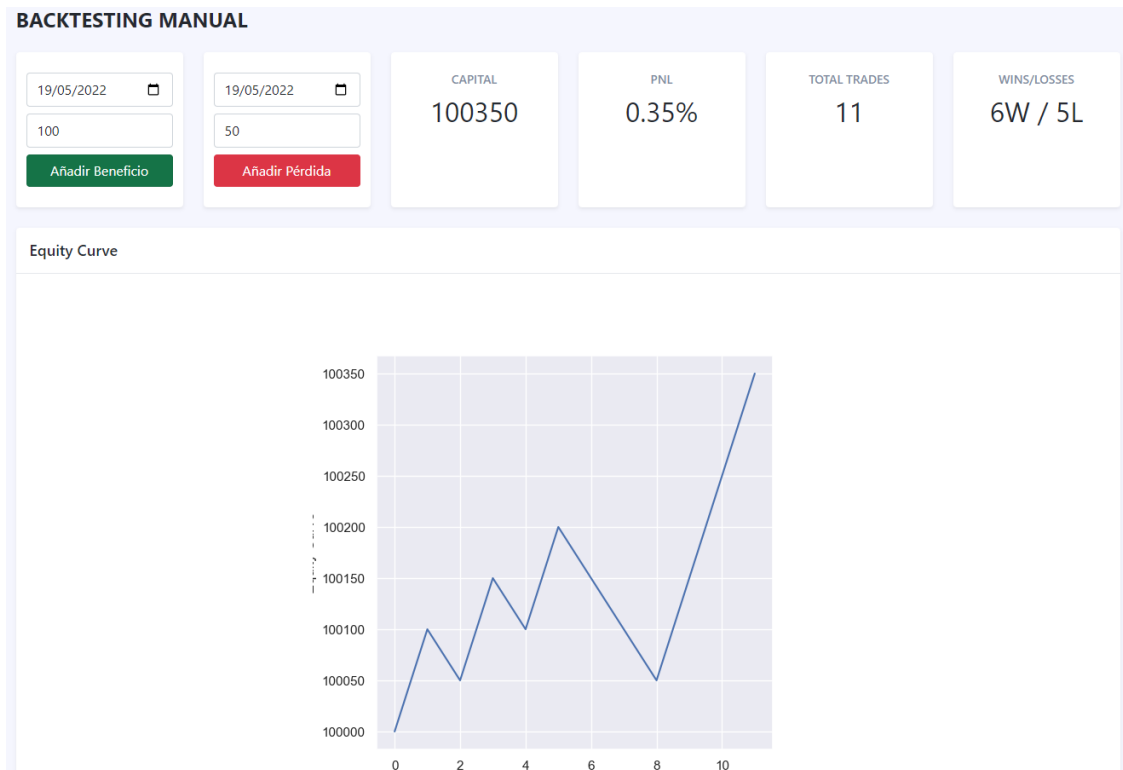 BACKTESTING MANUAL
19/05/2022
100
Añadir Beneficio
19/05/2022
50
Añadir Pérdida
CAPITAL
100350
PNL
0.35%
TOTAL TRADES
11
WINS/LOSSES
6W / 5L
Equity Curve
100350
100300
100250
100200
100150
100100
100050
100000
0 2 4 6 8 10